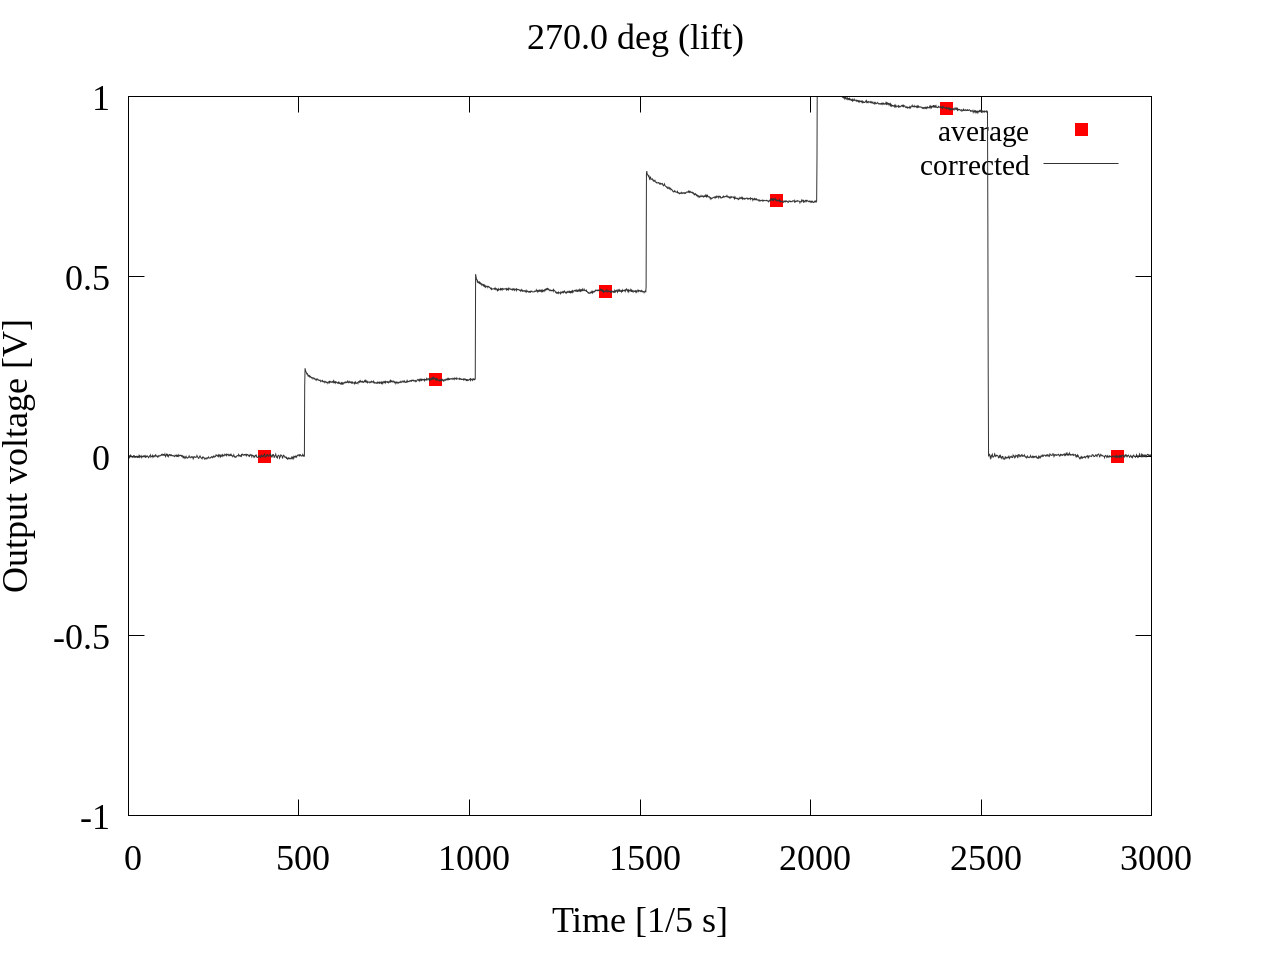 270.0 deg (lift)
1
0.5
0
-0.5
-1
Output voltage [V]
average
corrected
0 500 1000 1500 2000 2500 3000
Time [1/5 s]